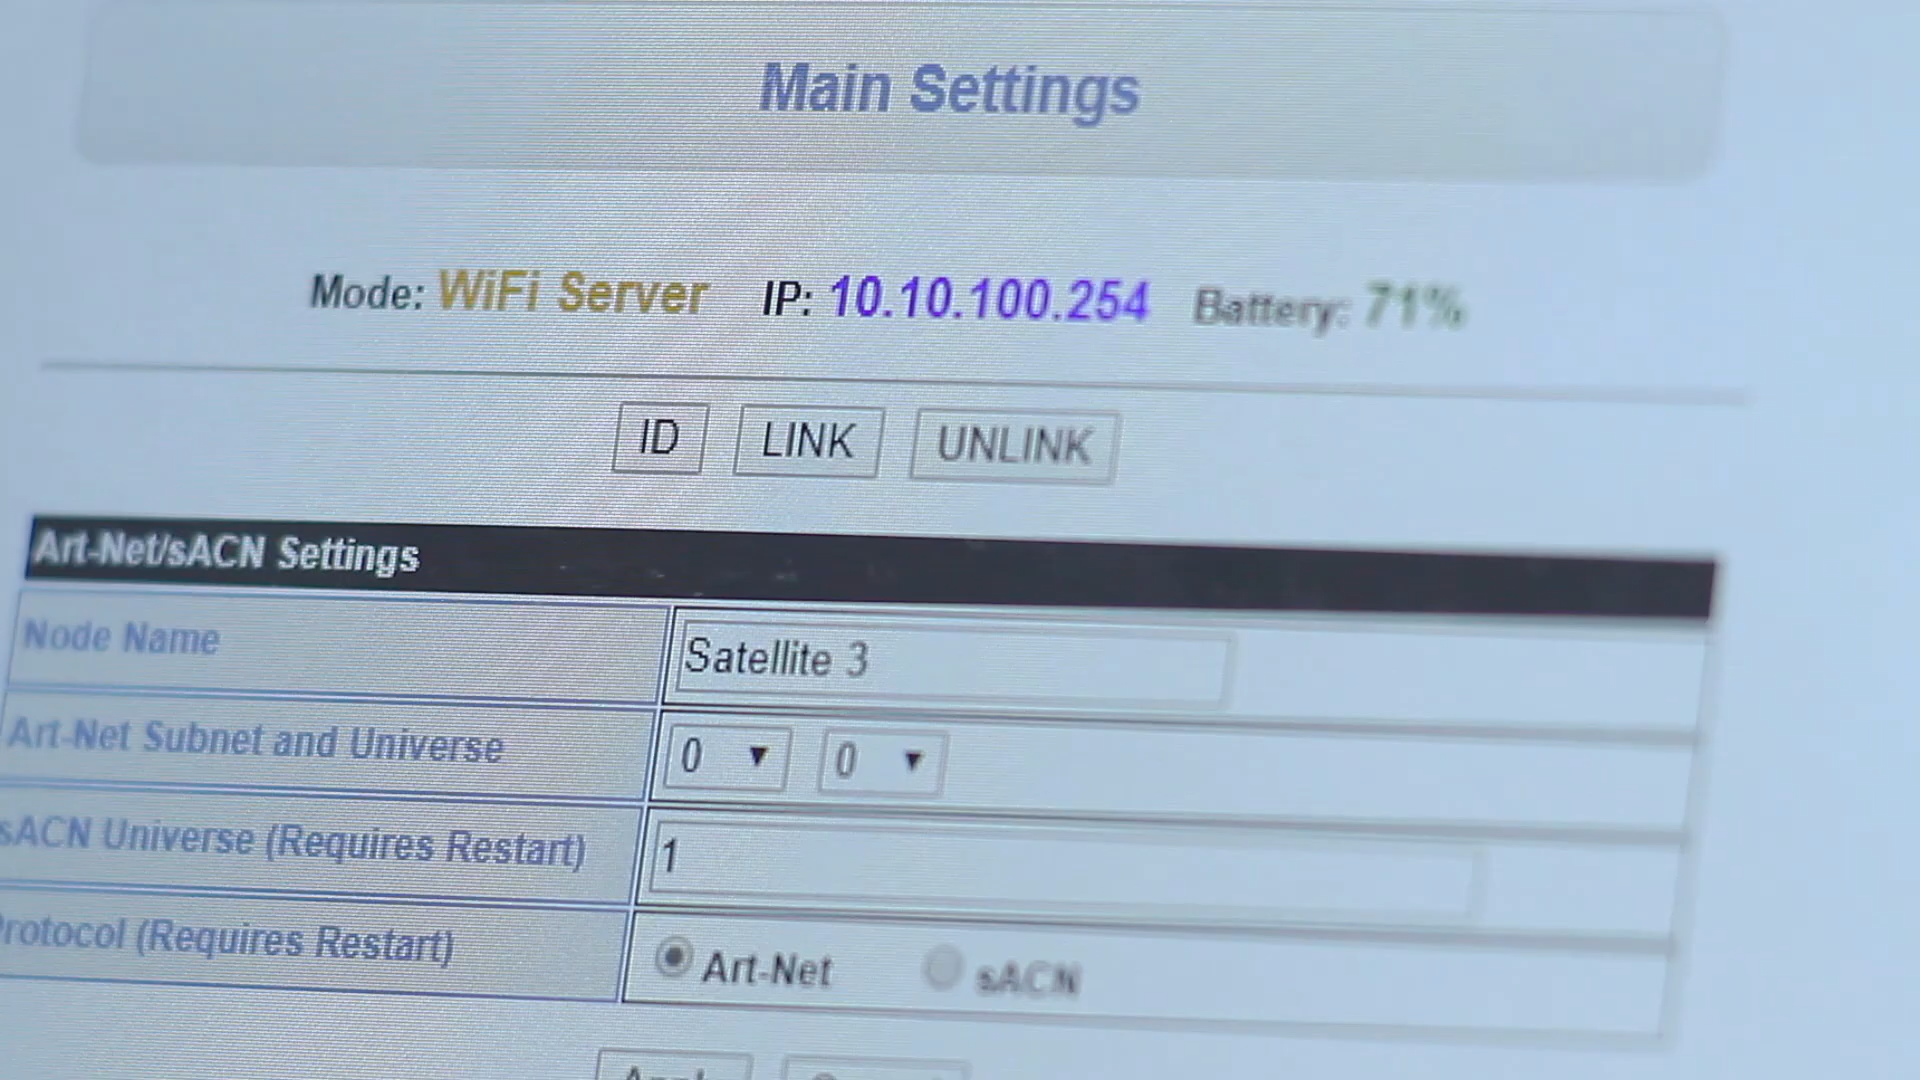 Main Settings
Mode: WiFi Server IP: 10.10.100.254 Battery: 71%
ID LINK UNLINK
Art-Net/sACN Settings
Node Name Satellite 3
Art-Net Subnet and Universe 0 0
sACN Universe (Requires Restart) 1
Protocol (Requires Restart) Art-Net sACN